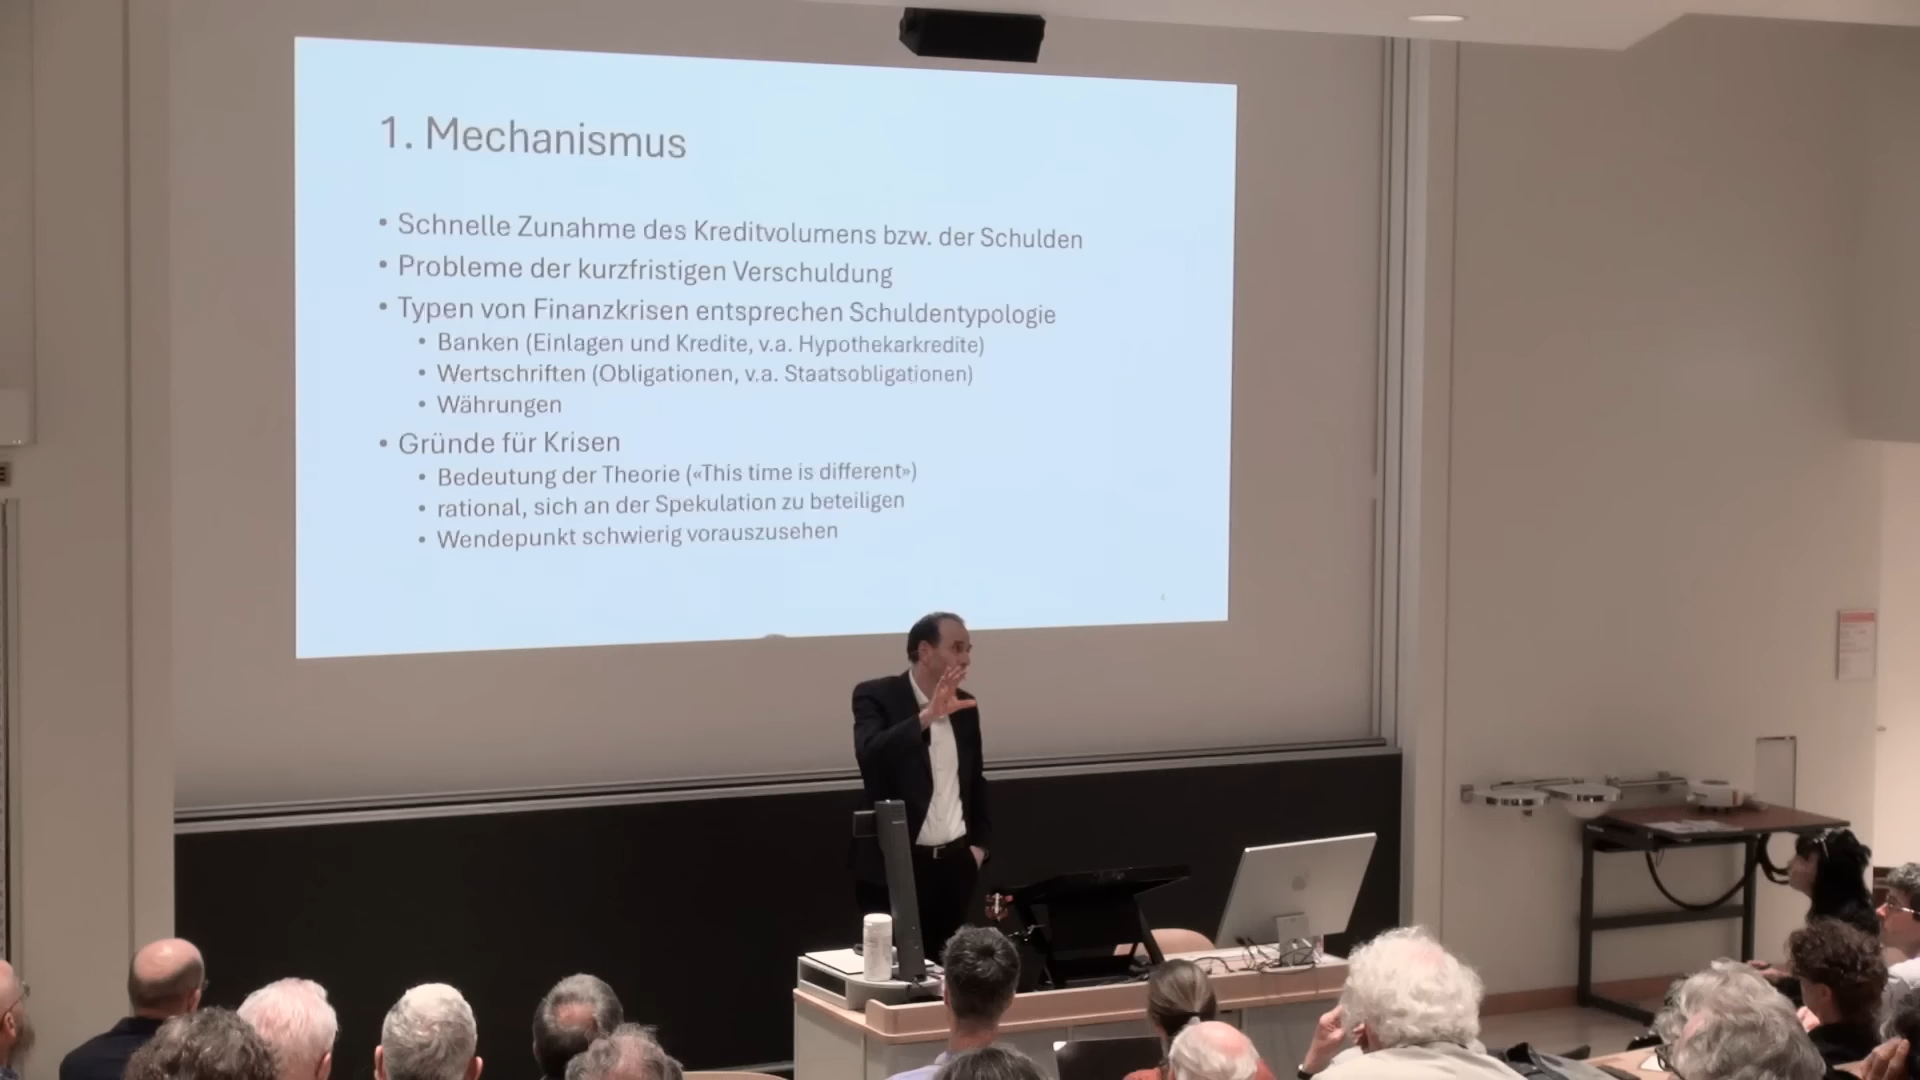 1. Mechanismus
• Schnelle Zunahme des Kreditvolumens bzw. der Schulden
• Probleme der kurzfristigen Verschuldung
• Typen von Finanzkrisen entsprechen Schuldentypologie
• Banken (Einlagen und Kredite, v.a. Hypothekarkredite)
• Wertschriften (Obligationen, v.a. Staatsobligationen)
• Währungen
• Gründe für Krisen
• Bedeutung der Theorie («This time is different»)
• rational, sich an der Spekulation zu beteiligen
• Wendepunkt schwierig vorauszusehen